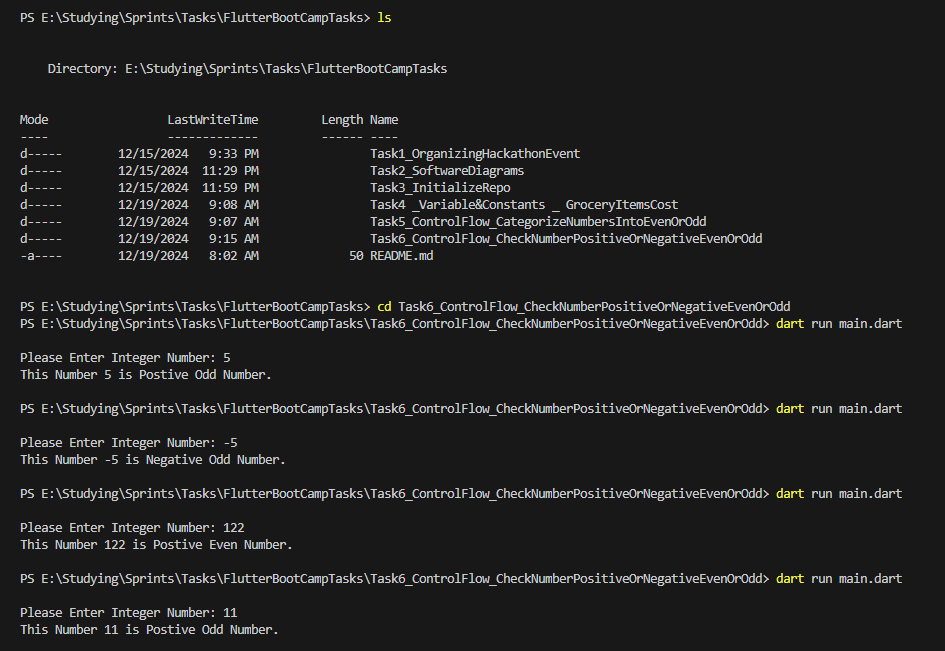 PS E:\Studying\Sprints\Tasks\FlutterBootCampTasks> ls
Directory: E:\Studying\Sprints\Tasks\FlutterBootCampTasks
Mode LastWriteTime Length Name
---- ------------- ------ ----
d----- 12/15/2024 9:33 PM Task1_OrganizingHackathonEvent
d----- 12/15/2024 11:29 PM Task2_SoftwareDiagrams
d----- 12/15/2024 11:59 PM Task3_InitializeRepo
d----- 12/19/2024 9:08 AM Task4 _Variable&Constants _ GroceryItemsCost
d----- 12/19/2024 9:07 AM Task5_ControlFlow_CategorizeNumbersIntoEvenOrOdd
d----- 12/19/2024 9:15 AM Task6_ControlFlow_CheckNumberPositiveOrNegativeEvenOrOdd
-a---- 12/19/2024 8:02 AM 50 README.md
PS E:\Studying\Sprints\Tasks\FlutterBootCampTasks> cd Task6_ControlFlow_CheckNumberPositiveOrNegativeEvenOrOdd
PS E:\Studying\Sprints\Tasks\FlutterBootCampTasks\Task6_ControlFlow_CheckNumberPositiveOrNegativeEvenOrOdd> dart run main.dart
Please Enter Integer Number: 5
This Number 5 is Postive Odd Number.
PS E:\Studying\Sprints\Tasks\FlutterBootCampTasks\Task6_ControlFlow_CheckNumberPositiveOrNegativeEvenOrOdd> dart run main.dart
Please Enter Integer Number: -5
This Number -5 is Negative Odd Number.
PS E:\Studying\Sprints\Tasks\FlutterBootCampTasks\Task6_ControlFlow_CheckNumberPositiveOrNegativeEvenOrOdd> dart run main.dart
Please Enter Integer Number: 122
This Number 122 is Postive Even Number.
PS E:\Studying\Sprints\Tasks\FlutterBootCampTasks\Task6_ControlFlow_CheckNumberPositiveOrNegativeEvenOrOdd> dart run main.dart
Please Enter Integer Number: 11
This Number 11 is Postive Odd Number.